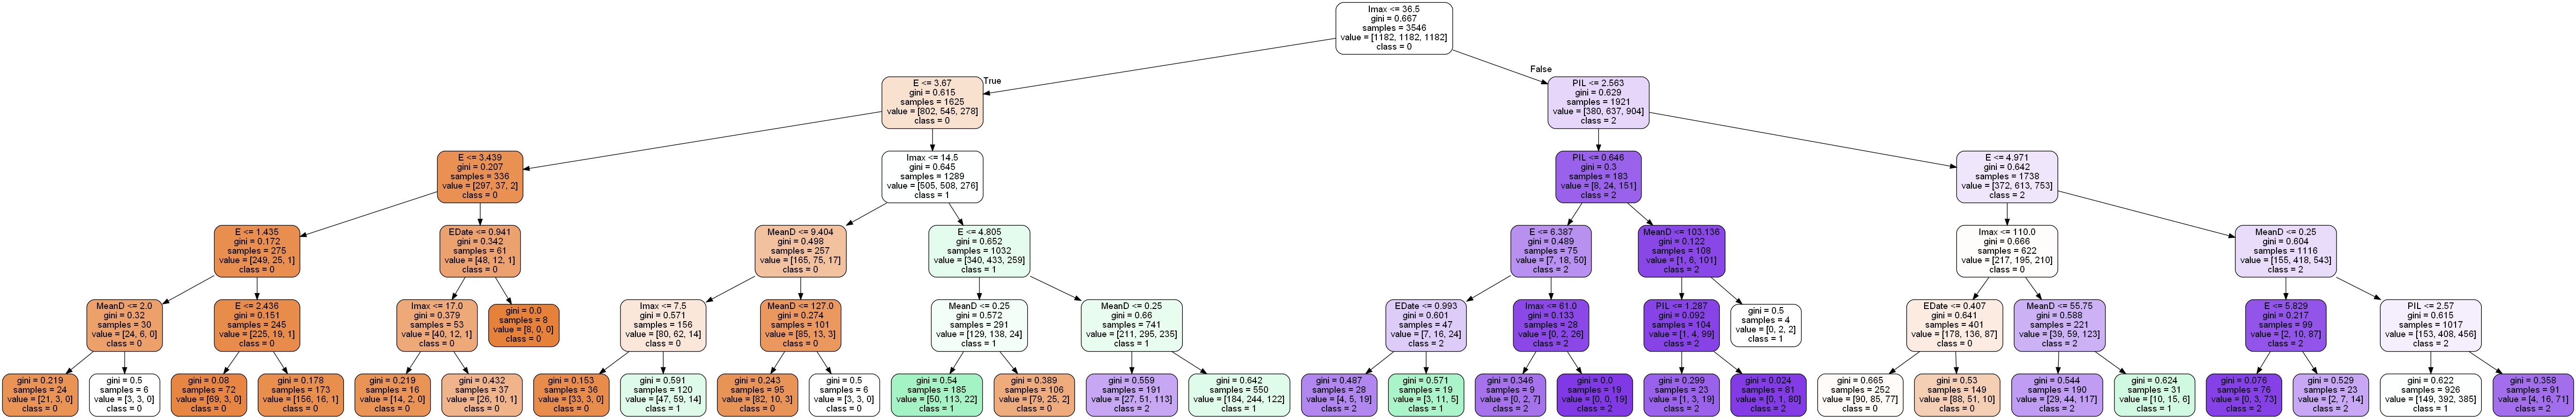 Imax <= 36.5
gini = 0.667
samples = 3546
value = [1182, 1182, 1182]
class = 0
True
False
E <= 3.67
gini = 0.615
samples = 1625
value = [802, 545, 278]
class = 0
PIL <= 2.563
gini = 0.629
samples = 1921
value = [380, 637, 904]
class = 2
E <= 3.439
gini = 0.207
samples = 336
value = [297, 37, 2]
class = 0
Imax <= 14.5
gini = 0.645
samples = 1289
value = [505, 508, 276]
class = 1
PIL <= 0.646
gini = 0.3
samples = 183
value = [8, 24, 151]
class = 2
E <= 4.971
gini = 0.642
samples = 1738
value = [372, 613, 753]
class = 2
E <= 1.435
gini = 0.172
samples = 275
value = [249, 25, 1]
class = 0
EDate <= 0.941
gini = 0.342
samples = 61
value = [48, 12, 1]
class = 0
MeanD <= 9.404
gini = 0.498
samples = 257
value = [165, 75, 17]
class = 0
E <= 4.805
gini = 0.652
samples = 1032
value = [340, 433, 259]
class = 1
E <= 6.387
gini = 0.489
samples = 75
value = [7, 18, 50]
class = 2
MeanD <= 103.136
gini = 0.122
samples = 108
value = [1, 6, 101]
class = 2
Imax <= 110.0
gini = 0.666
samples = 622
value = [217, 195, 210]
class = 0
MeanD <= 0.25
gini = 0.604
samples = 1116
value = [155, 418, 543]
class = 2
MeanD <= 2.0
gini = 0.32
samples = 30
value = [24, 6, 0]
class = 0
E <= 2.436
gini = 0.151
samples = 245
value = [225, 19, 1]
class = 0
Imax <= 17.0
gini = 0.379
samples = 53
value = [40, 12, 1]
class = 0
gini = 0.0
samples = 8
value = [8, 0, 0]
class = 0
Imax <= 7.5
gini = 0.571
samples = 156
value = [80, 62, 14]
class = 0
MeanD <= 127.0
gini = 0.274
samples = 101
value = [85, 13, 3]
class = 0
MeanD <= 0.25
gini = 0.572
samples = 291
value = [129, 138, 24]
class = 1
MeanD <= 0.25
gini = 0.66
samples = 741
value = [211, 295, 235]
class = 1
EDate <= 0.993
gini = 0.601
samples = 47
value = [7, 16, 24]
class = 2
Imax <= 61.0
gini = 0.133
samples = 28
value = [0, 2, 26]
class = 2
PIL <= 1.287
gini = 0.092
samples = 104
value = [1, 4, 99]
class = 2
gini = 0.5
samples = 4
value = [0, 2, 2]
class = 1
EDate <= 0.407
gini = 0.641
samples = 401
value = [178, 136, 87]
class = 0
MeanD <= 55.75
gini = 0.588
samples = 221
value = [39, 59, 123]
class = 2
E <= 5.829
gini = 0.217
samples = 99
value = [2, 10, 87]
class = 2
PIL <= 2.57
gini = 0.615
samples = 1017
value = [153, 408, 456]
class = 2
gini = 0.219
samples = 24
value = [21, 3, 0]
class = 0
gini = 0.5
samples = 6
value = [3, 3, 0]
class = 0
gini = 0.08
samples = 72
value = [69, 3, 0]
class = 0
gini = 0.178
samples = 173
value = [156, 16, 1]
class = 0
gini = 0.219
samples = 16
value = [14, 2, 0]
class = 0
gini = 0.432
samples = 37
value = [26, 10, 1]
class = 0
gini = 0.153
samples = 36
value = [33, 3, 0]
class = 0
gini = 0.591
samples = 120
value = [47, 59, 14]
class = 1
gini = 0.243
samples = 95
value = [82, 10, 3]
class = 0
gini = 0.5
samples = 6
value = [3, 3, 0]
class = 0
gini = 0.54
samples = 185
value = [50, 113, 22]
class = 1
gini = 0.389
samples = 106
value = [79, 25, 2]
class = 0
gini = 0.559
samples = 191
value = [27, 51, 113]
class = 2
gini = 0.642
samples = 550
value = [184, 244, 122]
class = 1
gini = 0.487
samples = 28
value = [4, 5, 19]
class = 2
gini = 0.571
samples = 19
value = [3, 11, 5]
class = 1
gini = 0.346
samples = 9
value = [0, 2, 7]
class = 2
gini = 0.0
samples = 19
value = [0, 0, 19]
class = 2
gini = 0.299
samples = 23
value = [1, 3, 19]
class = 2
gini = 0.024
samples = 81
value = [0, 1, 80]
class = 2
gini = 0.665
samples = 252
value = [90, 85, 77]
class = 0
gini = 0.53
samples = 149
value = [88, 51, 10]
class = 0
gini = 0.544
samples = 190
value = [29, 44, 117]
class = 2
gini = 0.624
samples = 31
value = [10, 15, 6]
class = 1
gini = 0.076
samples = 76
value = [0, 3, 73]
class = 2
gini = 0.529
samples = 23
value = [2, 7, 14]
class = 2
gini = 0.622
samples = 926
value = [149, 392, 385]
class = 1
gini = 0.358
samples = 91
value = [4, 16, 71]
class = 2